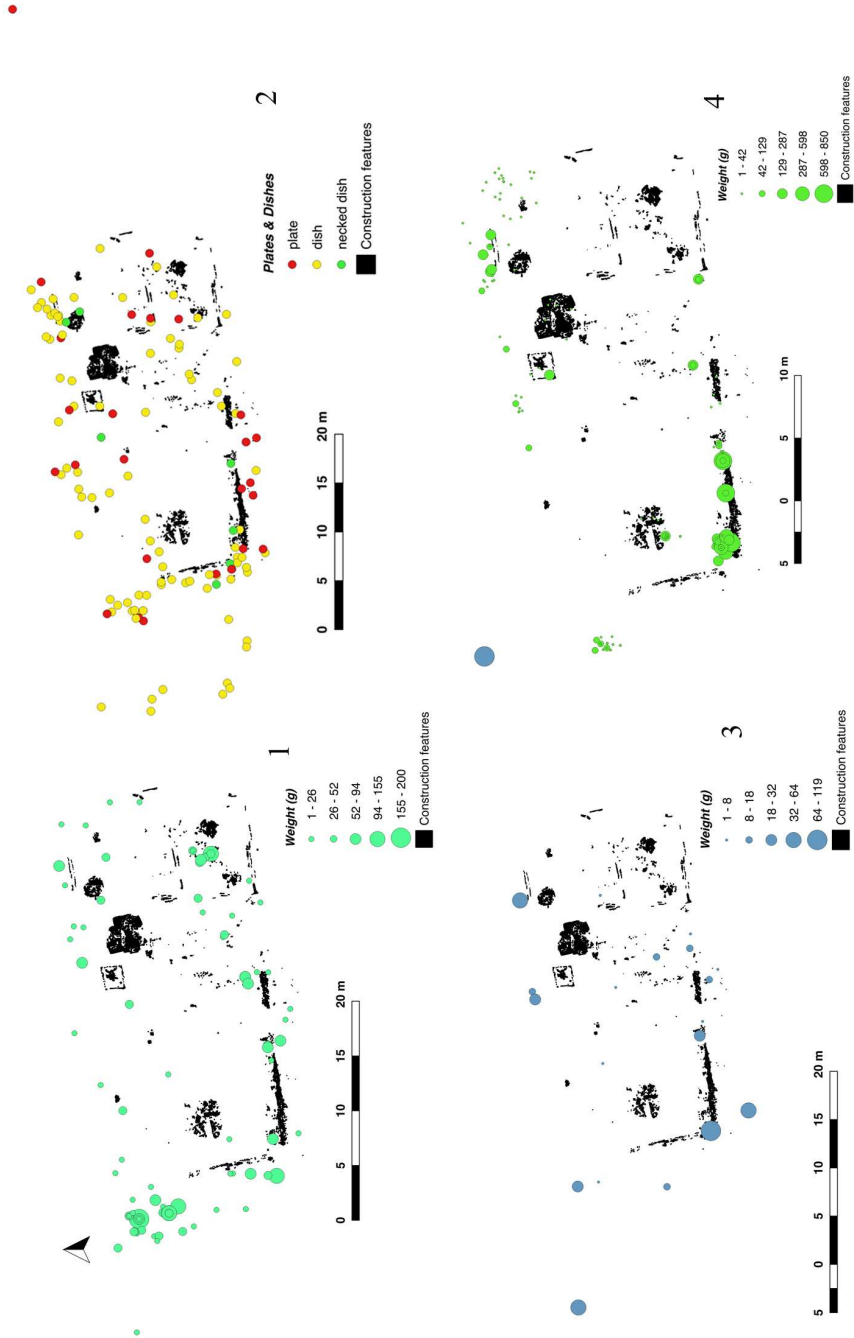 1
Weight (g)
1 - 26
26 - 52
52 - 94
94 - 155
155 - 200
Construction features
0 5 10 15 20 m
2
Plates & Dishes
plate
dish
necked dish
Construction features
0 5 10 15 20 m
3
Weight (g)
1 - 8
8 - 18
18 - 32
32 - 64
64 - 119
Construction features
5 0 5 10 15 20 m
4
Weight (g)
1 - 42
42 - 129
129 - 287
287 - 598
598 - 850
Construction features
5 0 5 10 m